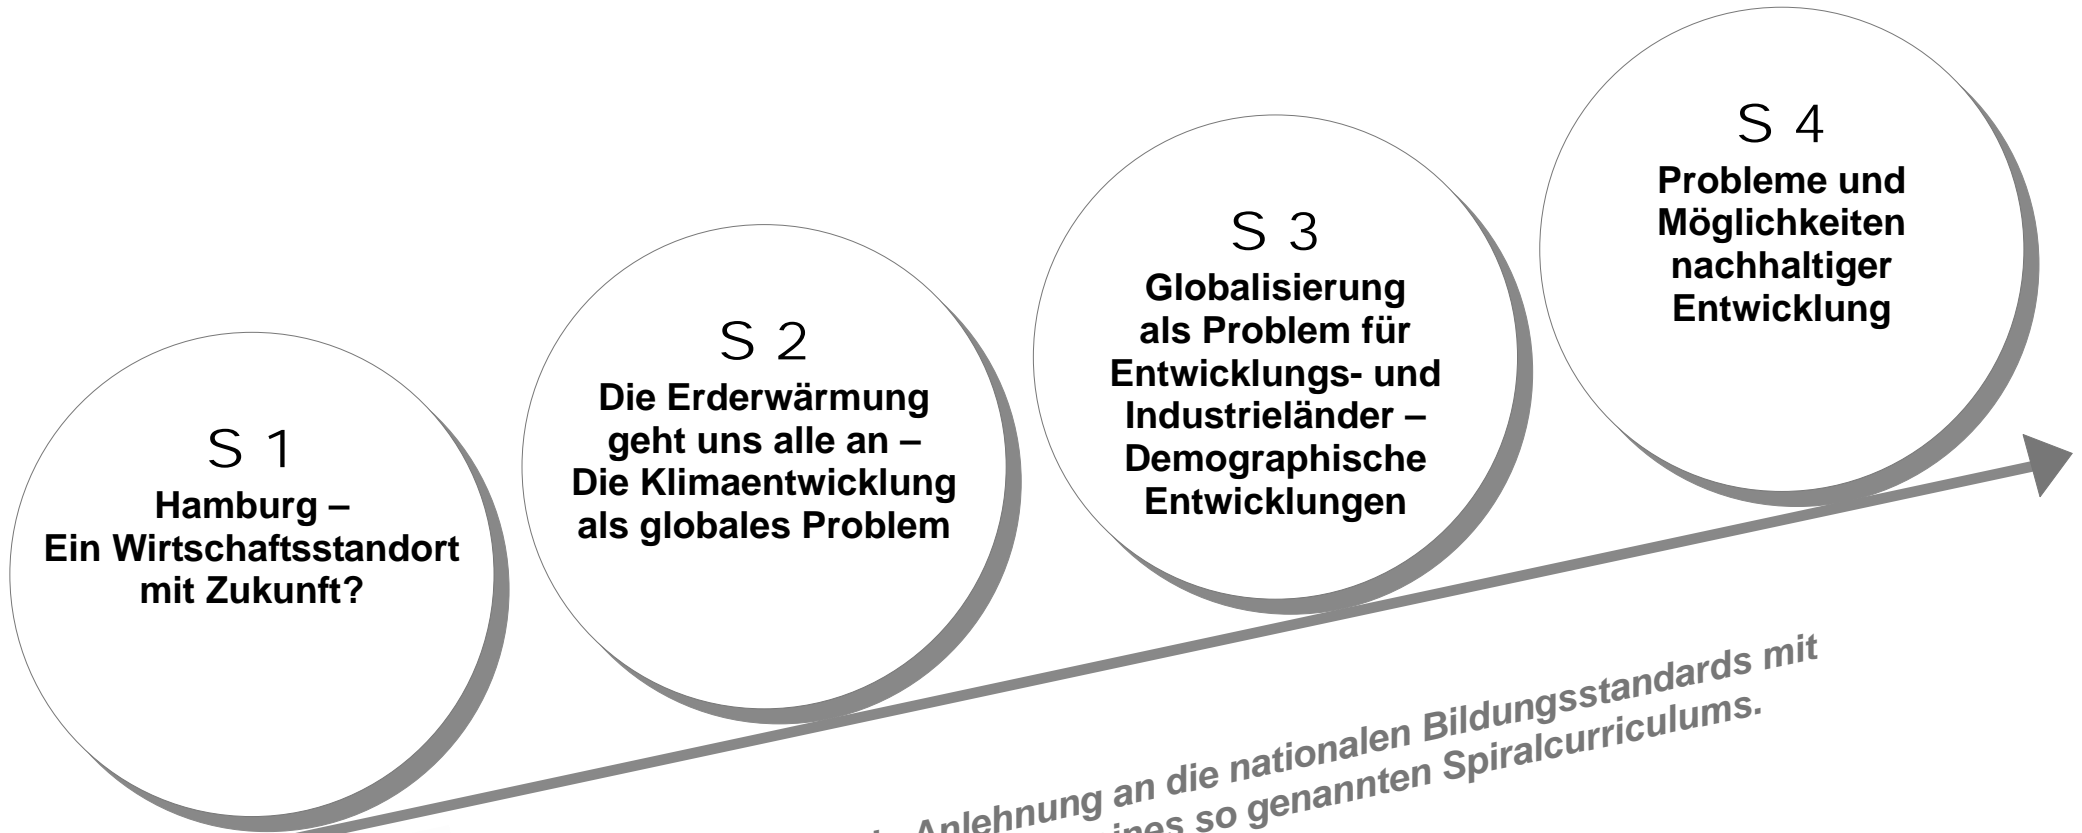 S 1
Hamburg –
Ein Wirtschaftsstandort
mit Zukunft?
S 2
Die Erderwärmung
geht uns alle an –
Die Klimaentwicklung
als globales Problem
S 3
Globalisierung
als Problem für
Entwicklungs- und
Industrieländer –
Demographische
Entwicklungen
S 4
Probleme und
Möglichkeiten
nachhaltiger
Entwicklung
Anlehnung an die nationalen Bildungsstandards mit
so genannten Spiralcurriculums.